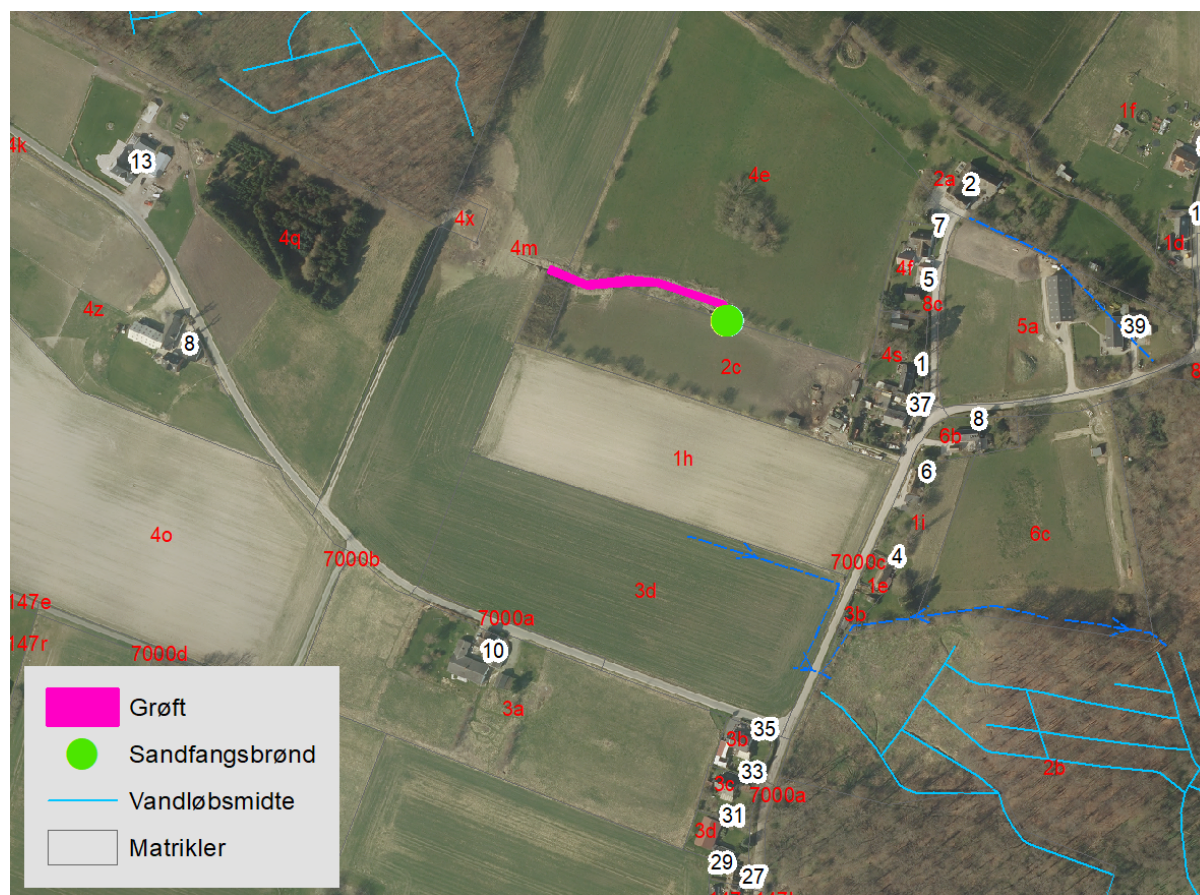 1f
4k
13
2a
2
4e
1
4x
7
4q
4m
1d
4f
5
8c
4z
5a
39
8
4s
1
2c
8
37
8
6b
1h
6
1i
4o
6c
7000b
7000c
4
1e
3d
147e
3b
7000a
147r
7000d
10
Grøft
3a
35
3b
Sandfangsbrønd
33
2b
3c
7000a
Vandløbsmidte
31
3d
Matrikler
29
27